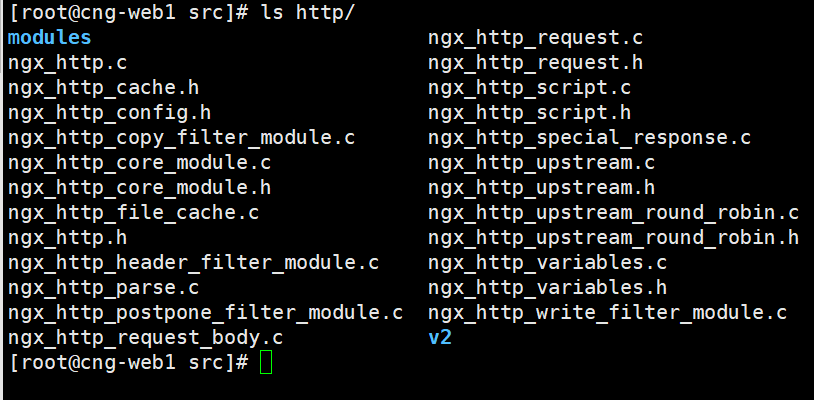 [root@cng-web1 src]# ls http/
modules ngx_http_request.c
ngx_http.c ngx_http_request.h
ngx_http_cache.h ngx_http_script.c
ngx_http_config.h ngx_http_script.h
ngx_http_copy_filter_module.c ngx_http_special_response.c
ngx_http_core_module.c ngx_http_upstream.c
ngx_http_core_module.h ngx_http_upstream.h
ngx_http_file_cache.c ngx_http_upstream_round_robin.c
ngx_http.h ngx_http_upstream_round_robin.h
ngx_http_header_filter_module.c ngx_http_variables.c
ngx_http_parse.c ngx_http_variables.h
ngx_http_postpone_filter_module.c ngx_http_write_filter_module.c
ngx_http_request_body.c v2
[root@cng-web1 src]#